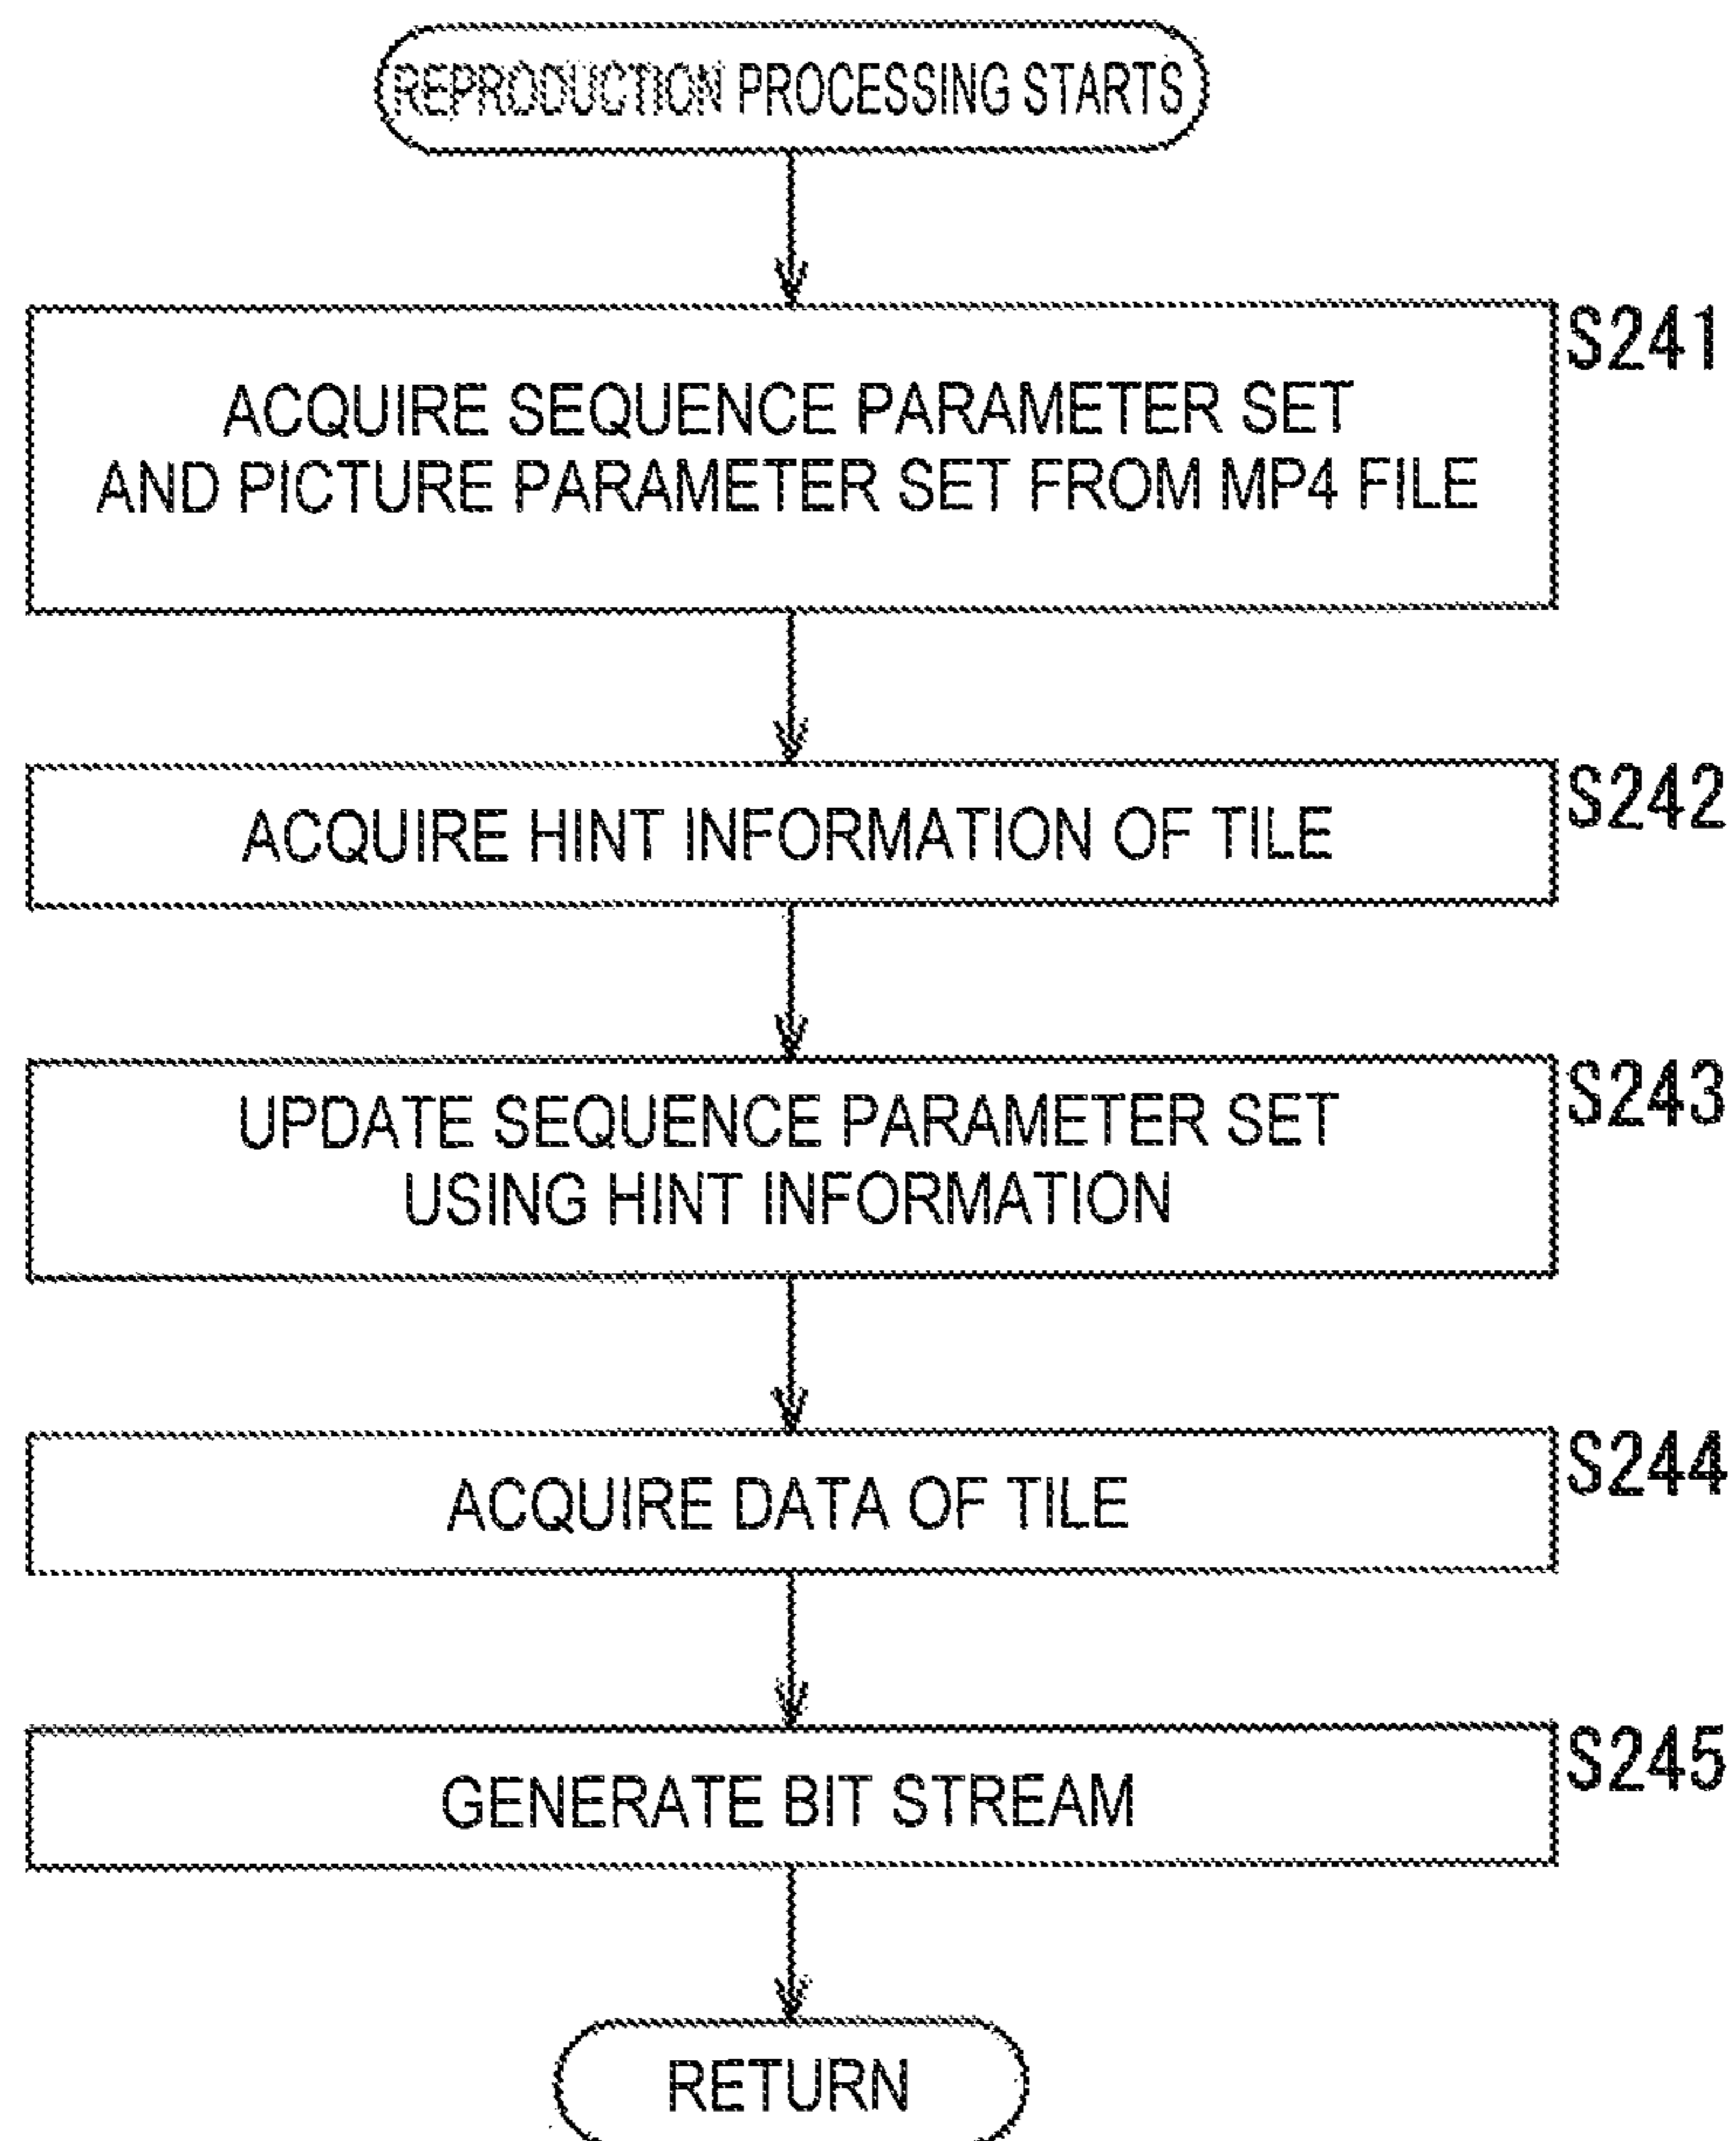 REPRODUCTION PROCESSING STARTS
S241
ACQUIRE SEQUENCE PARAMETER SET
AND PICTURE PARAMETER SET FROM MP4 FILE
S242
ACQUIRE HINT INFORMATION OF TILE
S243
UPDATE SEQUENCE PARAMETER SET
USING HINT INFORMATION
S244
ACQUIRE DATA OF TILE
S245
GENERATE BIT STREAM
RETURN